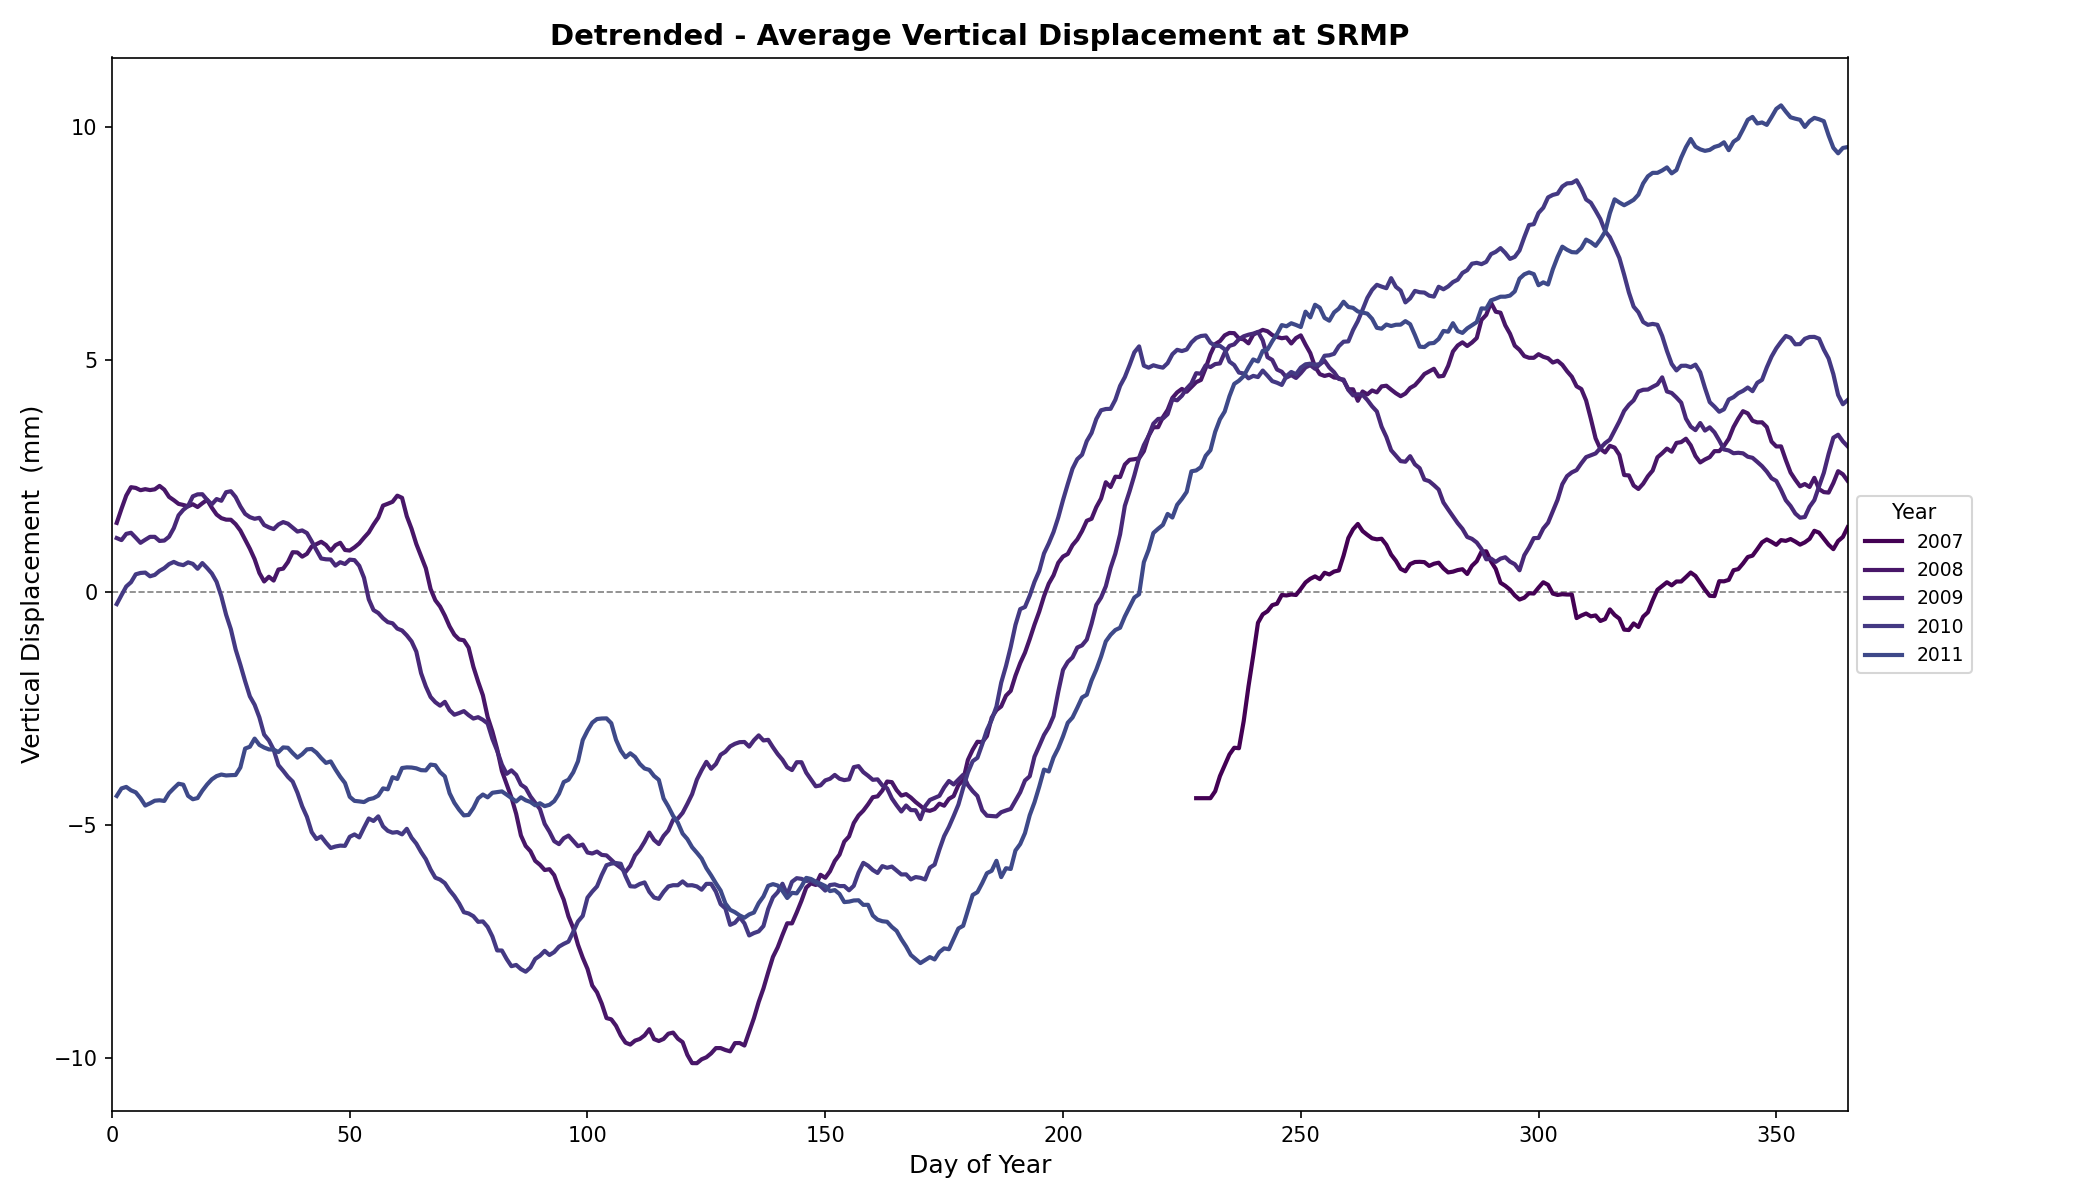 Detrended - Average Vertical Displacement at SRMP
10
5
0
−5
−10
Vertical Displacement (mm)
0 50 100 150 200 250 300 350
Day of Year
Year
2007
2008
2009
2010
2011